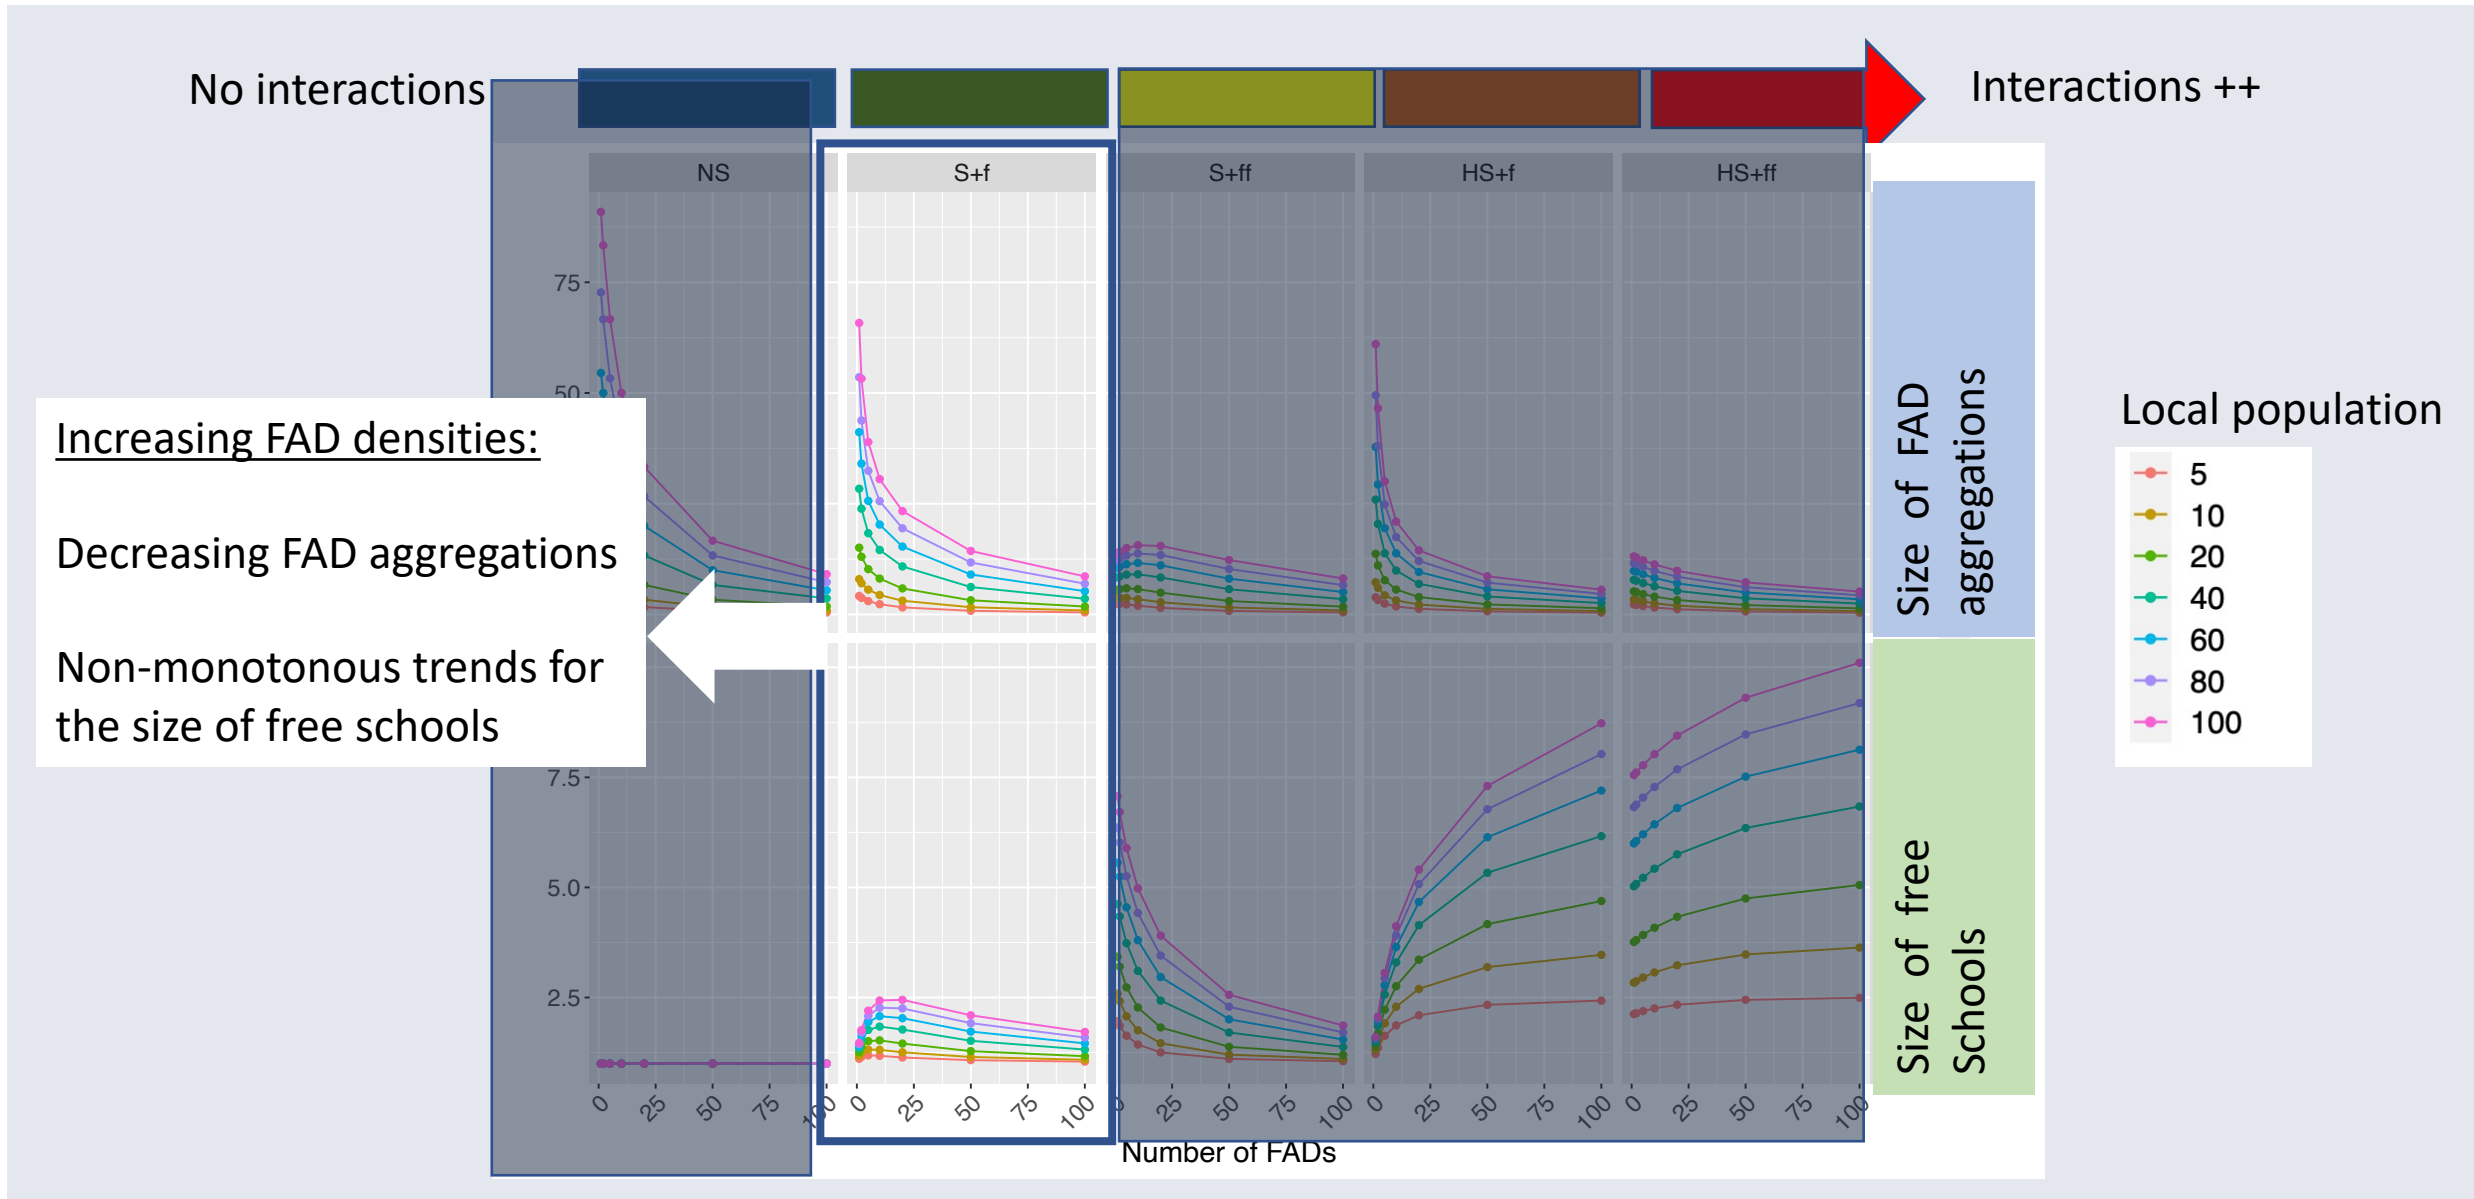 No interactions
Interactions ++
NS
S+f
S+ff
HS+f
HS+ff
75
50
Increasing FAD densities:
Decreasing FAD aggregations
Non-monotonous trends for
the size of free schools
7.5
5.0
2.5
0 25 50 75 100
0 25 50 75 100
0 25 50 75 100
0 25 50 75 100
0 25 50 75 100
Number of FADs
Size of FAD
aggregations
Size of free
Schools
Local population
5
10
20
40
60
80
100